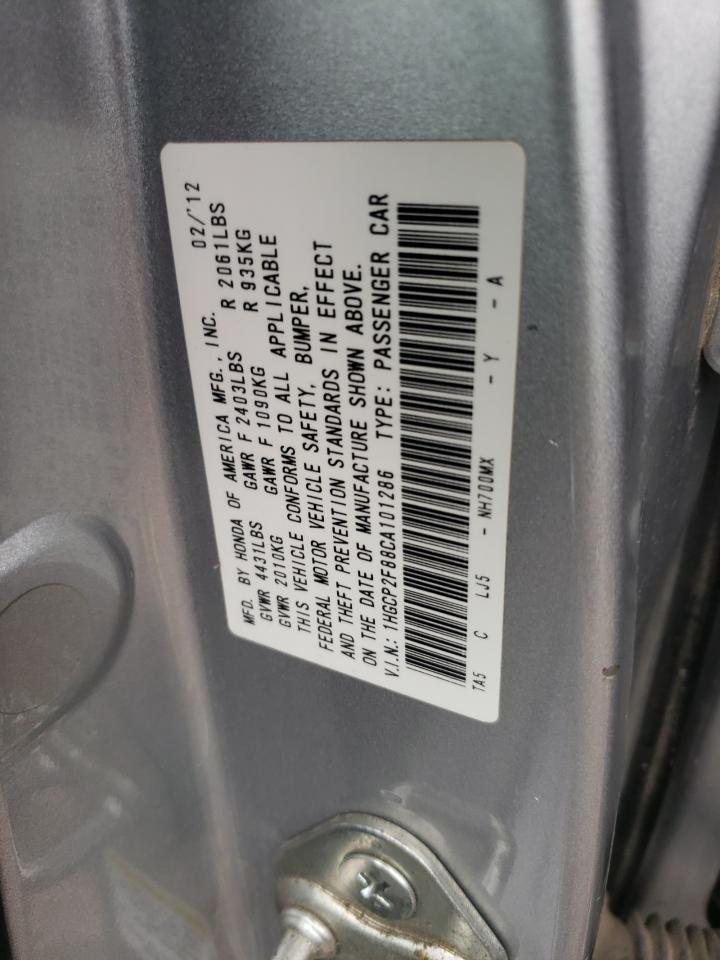 MFD. BY HONDA OF AMERICA MFG., INC. 02/'12
GVWR 4431LBS GAWR F 2403LBS R 2061LBS
GVWR 2010KG GAWR F 1090KG R 935KG
THIS VEHICLE CONFORMS TO ALL APPLICABLE
FEDERAL MOTOR VEHICLE SAFETY, BUMPER,
AND THEFT PREVENTION STANDARDS IN EFFECT
ON THE DATE OF MANUFACTURE SHOWN ABOVE.
V.I.N.: 1HGCP2F88CA101286 TYPE: PASSENGER CAR
TA5 C LJ5 - NH700MX - Y - A